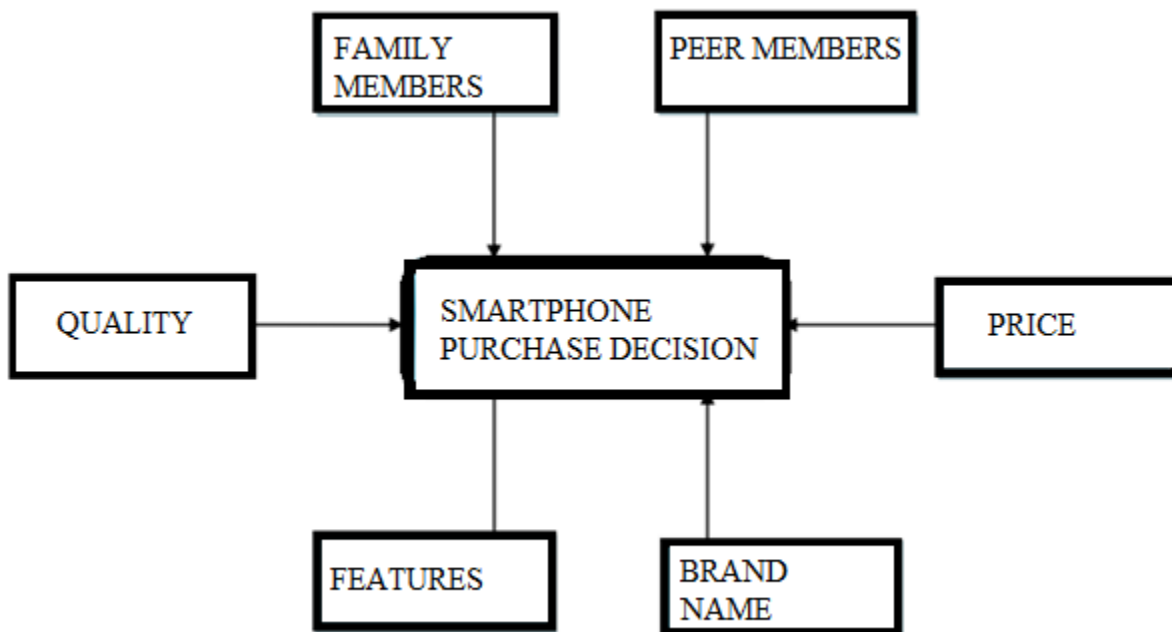 FAMILY
MEMBERS
PEER MEMBERS
QUALITY
SMARTPHONE
PURCHASE DECISION
PRICE
FEATURES
BRAND
NAME